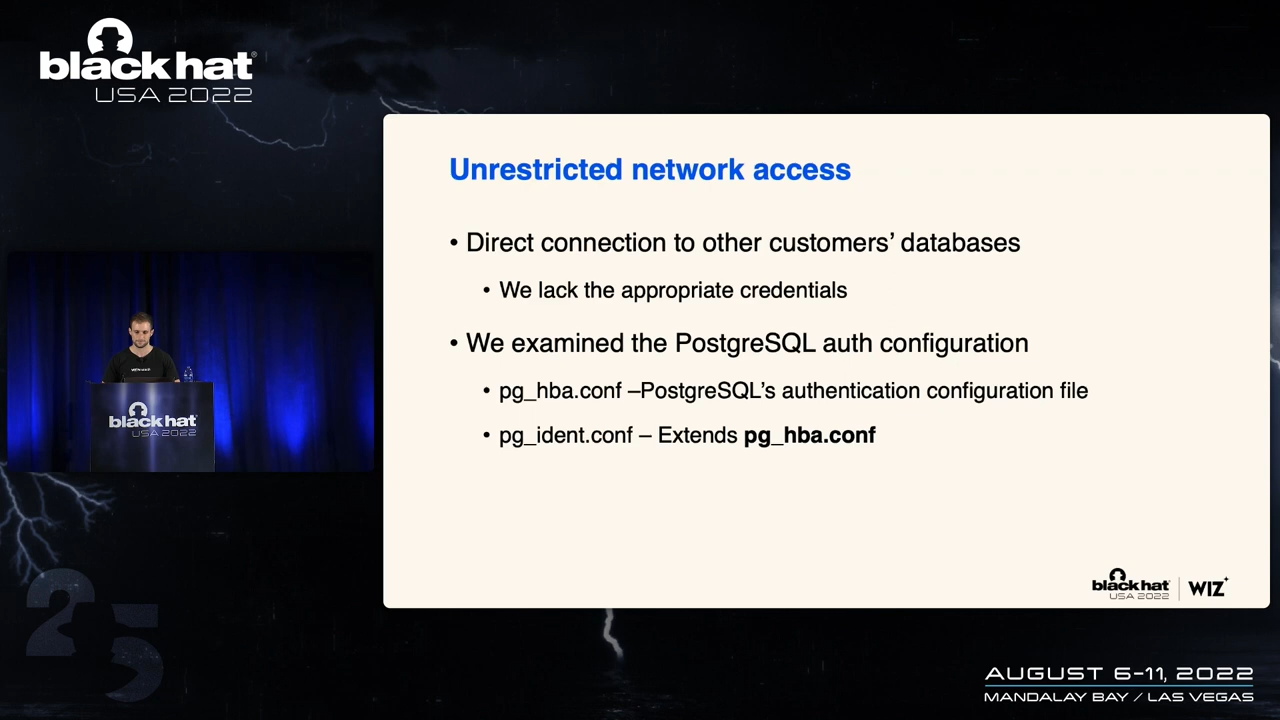 black hat®
USA 2022
Unrestricted network access
• Direct connection to other customers’ databases
• We lack the appropriate credentials
• We examined the PostgreSQL auth configuration
• pg_hba.conf –PostgreSQL’s authentication configuration file
• pg_ident.conf – Extends pg_hba.conf
black hat
USA 2022
black hat
USA 2022
WIZ
25
AUGUST 6-11, 2022
MANDALAY BAY / LAS VEGAS